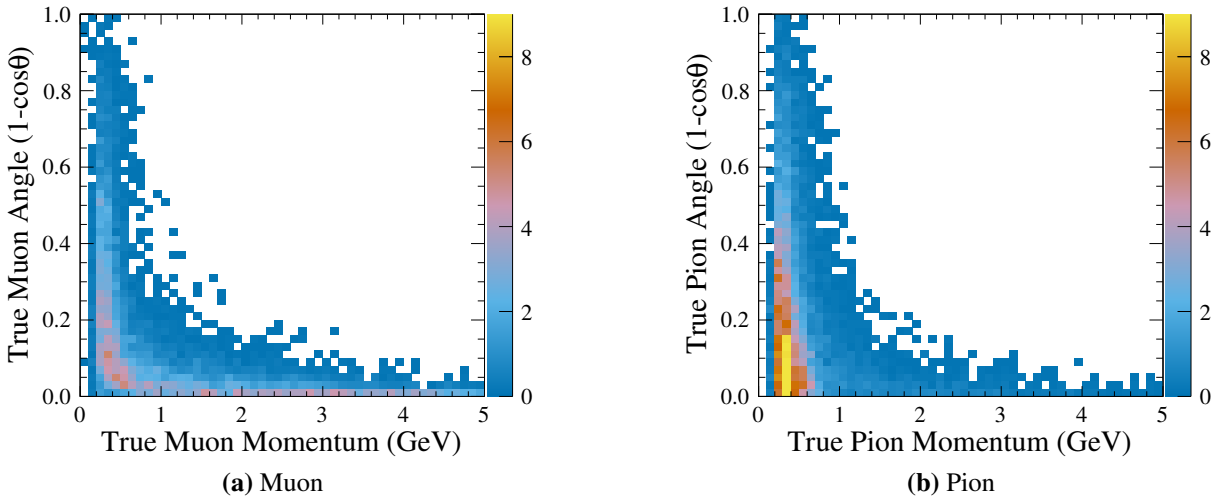 True Muon Angle (1-cosθ)
1.0
0.8
0.6
0.4
0.2
0.0
0 1 2 3 4 5
True Muon Momentum (GeV)
8
6
4
2
0
(a) Muon
True Pion Angle (1-cosθ)
1.0
0.8
0.6
0.4
0.2
0.0
0 1 2 3 4 5
True Pion Momentum (GeV)
8
6
4
2
0
(b) Pion